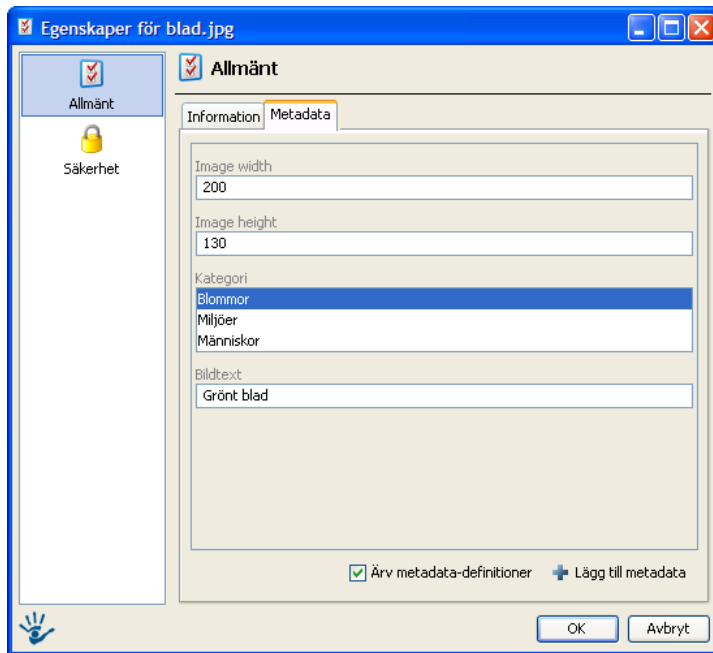 Egenskaper för blad.jpg
Allmänt
Säkerhet
Allmänt
Information
Metadata
Image width
200
Image height
130
Kategori
Blommor
Miljöer
Människor
Bildtext
Grönt blad
Ärv metadata-definitioner
Lägg till metadata
OK
Avbryt